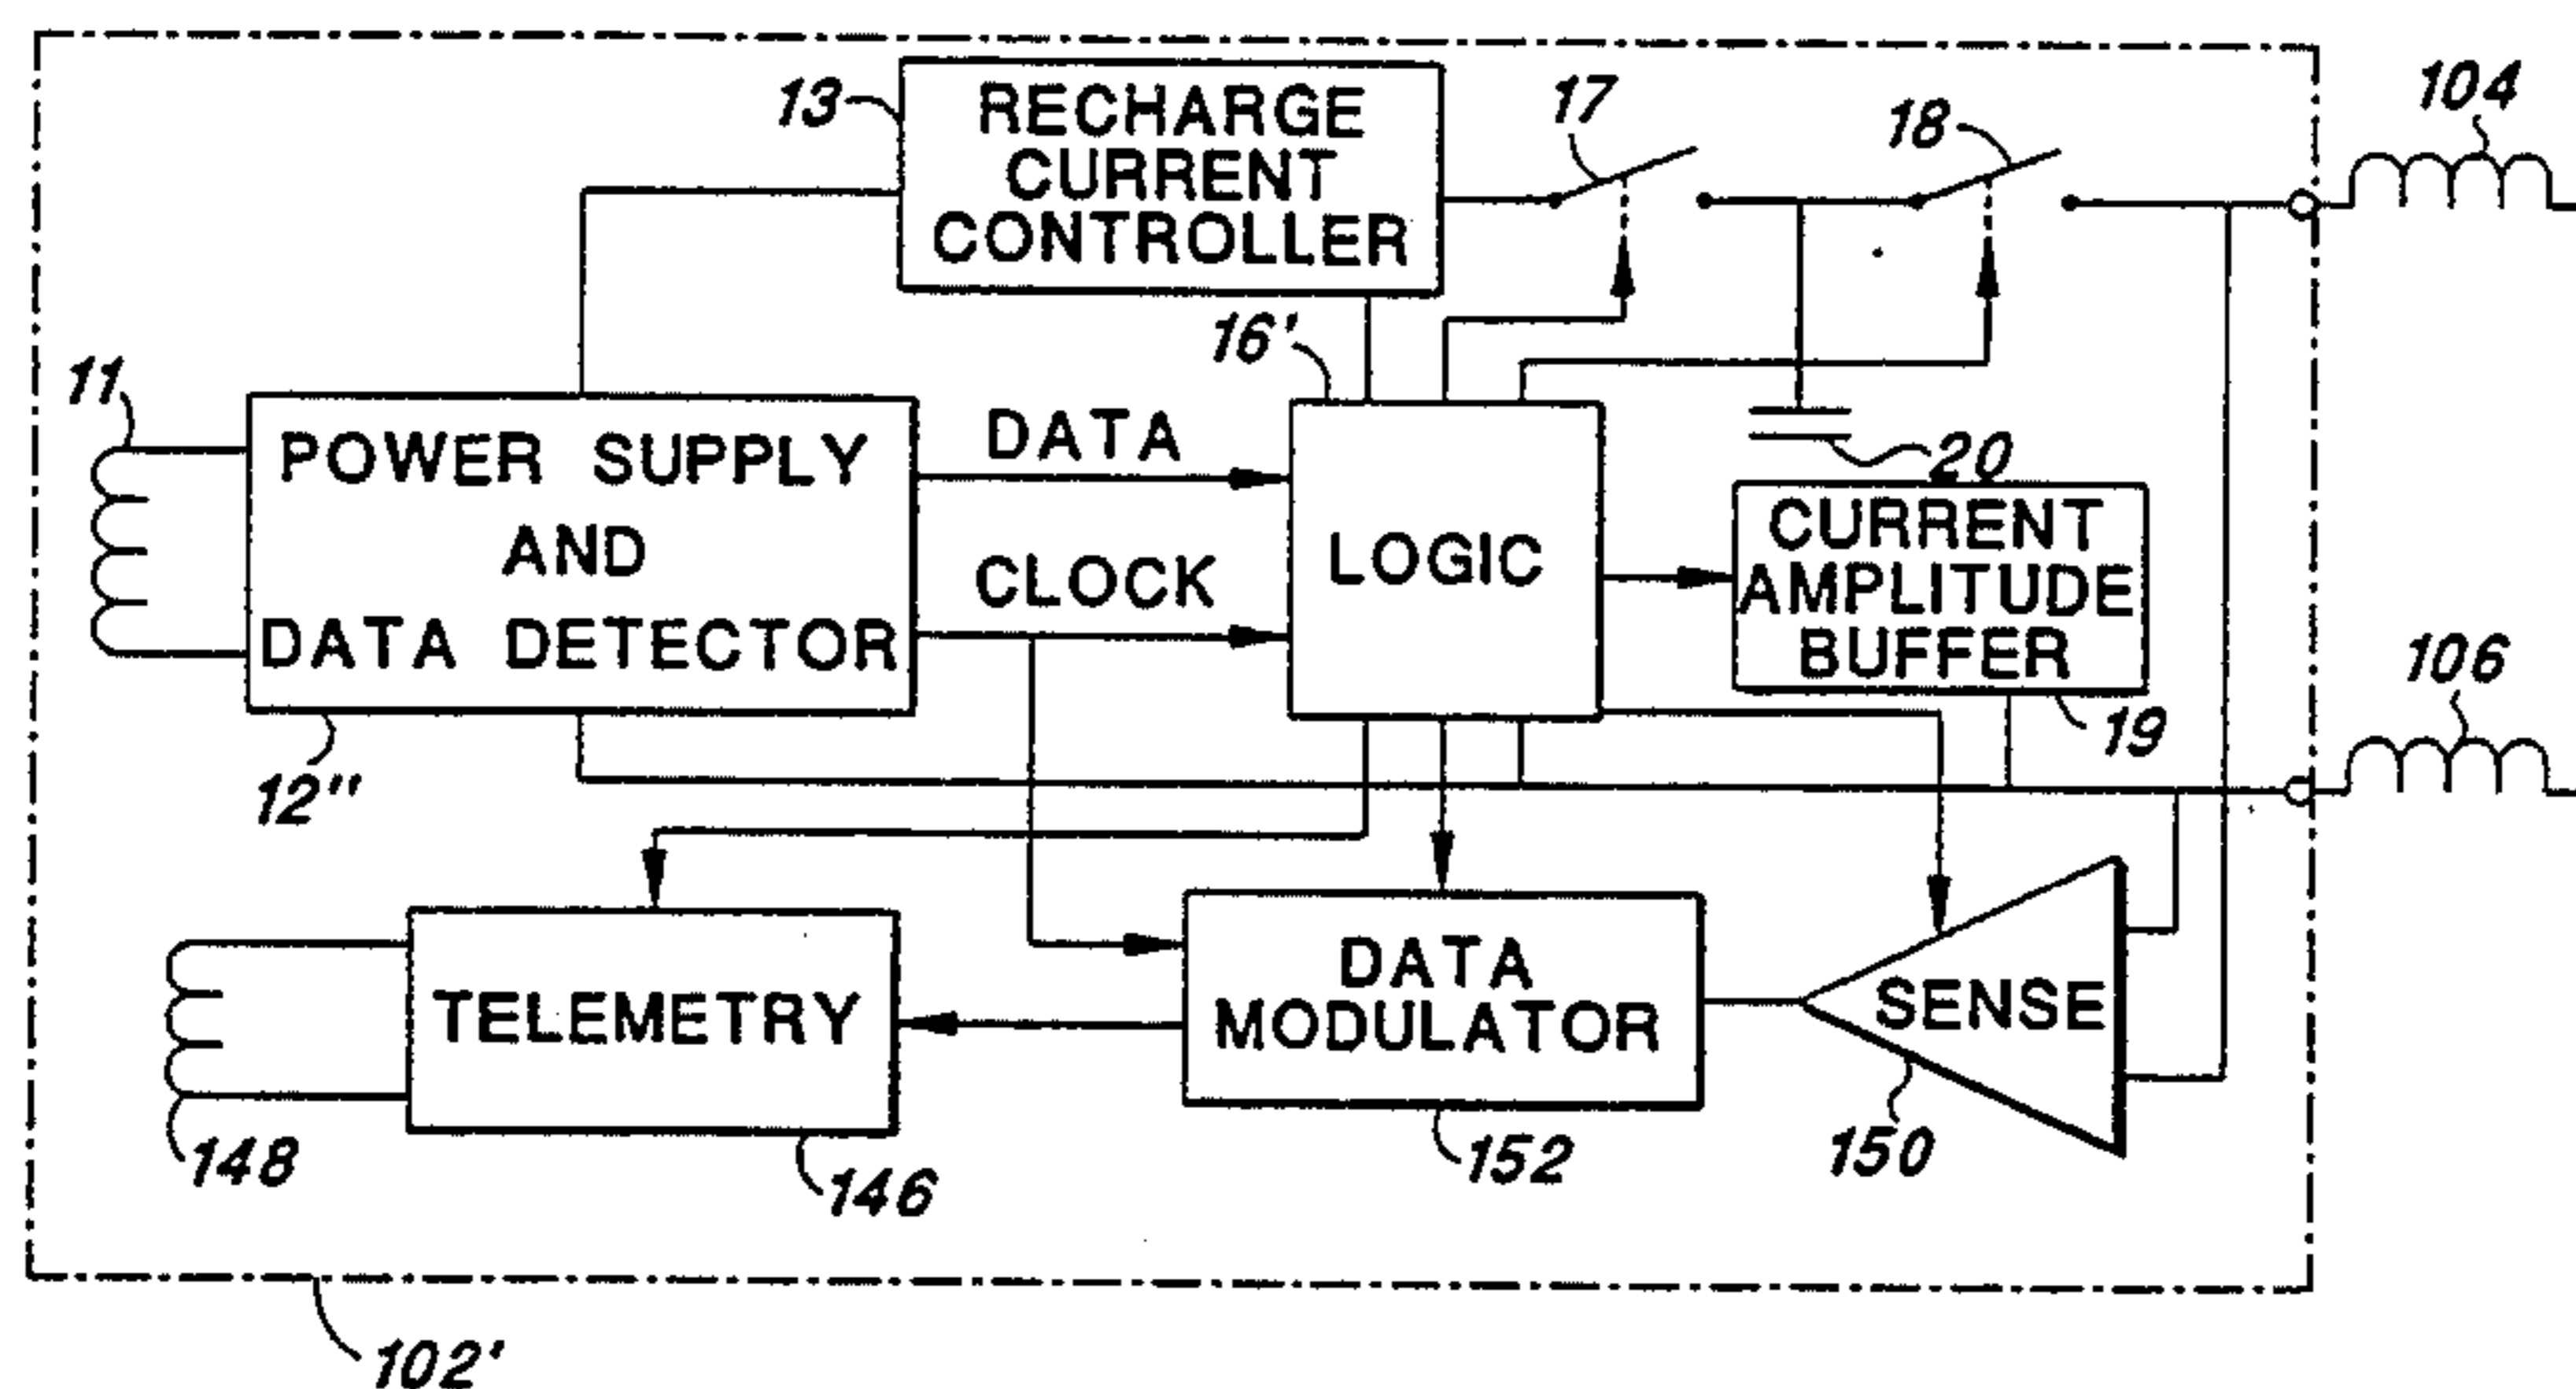 13
RECHARGE
CURRENT
CONTROLLER
17
18
104
16'
11
POWER SUPPLY
AND
DATA DETECTOR
12"
DATA
CLOCK
LOGIC
20
CURRENT
AMPLITUDE
BUFFER
19
106
TELEMETRY
148
146
DATA
MODULATOR
152
SENSE
150
102'